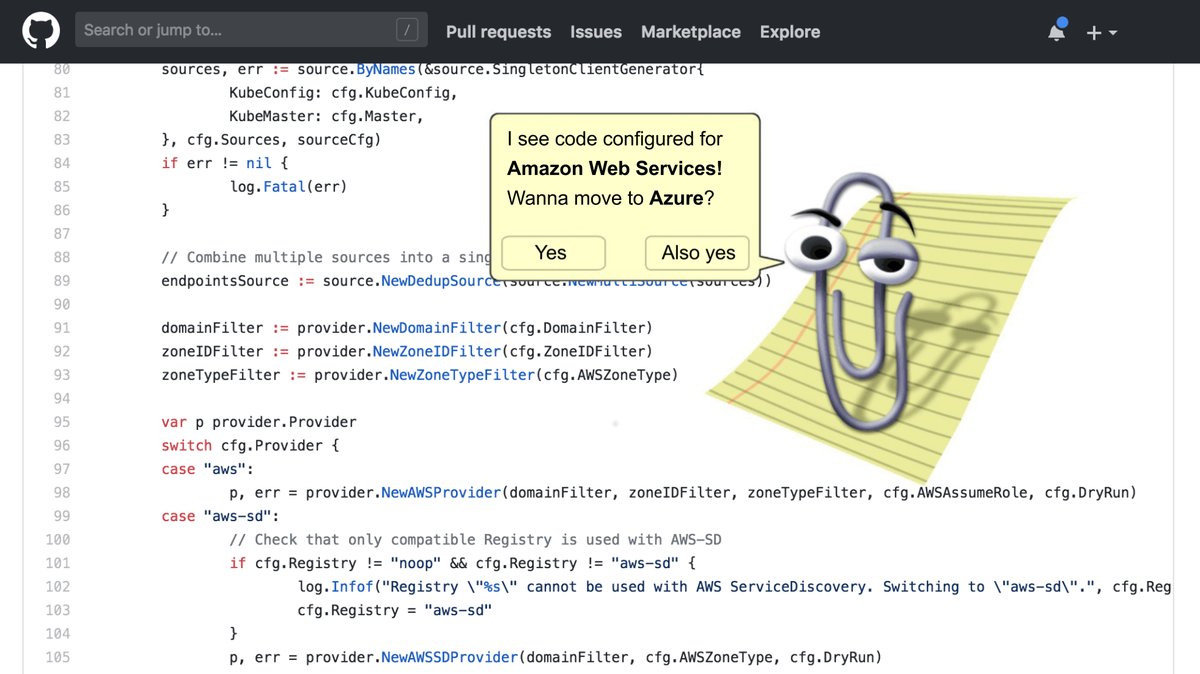 Search or jump to... /
Pull requests Issues Marketplace Explore
80 sources, err := source.ByNames(&source.SingletonClientGenerator{
81 KubeConfig: cfg.KubeConfig,
82 KubeMaster: cfg.Master,
83 }, cfg.Sources, sourceCfg)
84 if err != nil {
85 log.Fatal(err)
86 }
87
88 // Combine multiple sources into a sing
89 endpointsSource := source.NewDedupSource(source.NewMultiSource(sources))
90
91 domainFilter := provider.NewDomainFilter(cfg.DomainFilter)
92 zoneIDFilter := provider.NewZoneIDFilter(cfg.ZoneIDFilter)
93 zoneTypeFilter := provider.NewZoneTypeFilter(cfg.AWSZoneType)
94
95 var p provider.Provider
96 switch cfg.Provider {
97 case "aws":
98 p, err = provider.NewAWSProvider(domainFilter, zoneIDFilter, zoneTypeFilter, cfg.AWSAssumeRole, cfg.DryRun)
99 case "aws-sd":
100 // Check that only compatible Registry is used with AWS-SD
101 if cfg.Registry != "noop" && cfg.Registry != "aws-sd" {
102 log.Infof("Registry \"%s\" cannot be used with AWS ServiceDiscovery. Switching to \"aws-sd\".", cfg.Reg
103 cfg.Registry = "aws-sd"
104 }
105 p, err = provider.NewAWSSDProvider(domainFilter, cfg.AWSZoneType, cfg.DryRun)
I see code configured for
Amazon Web Services!
Wanna move to Azure?
Yes
Also yes